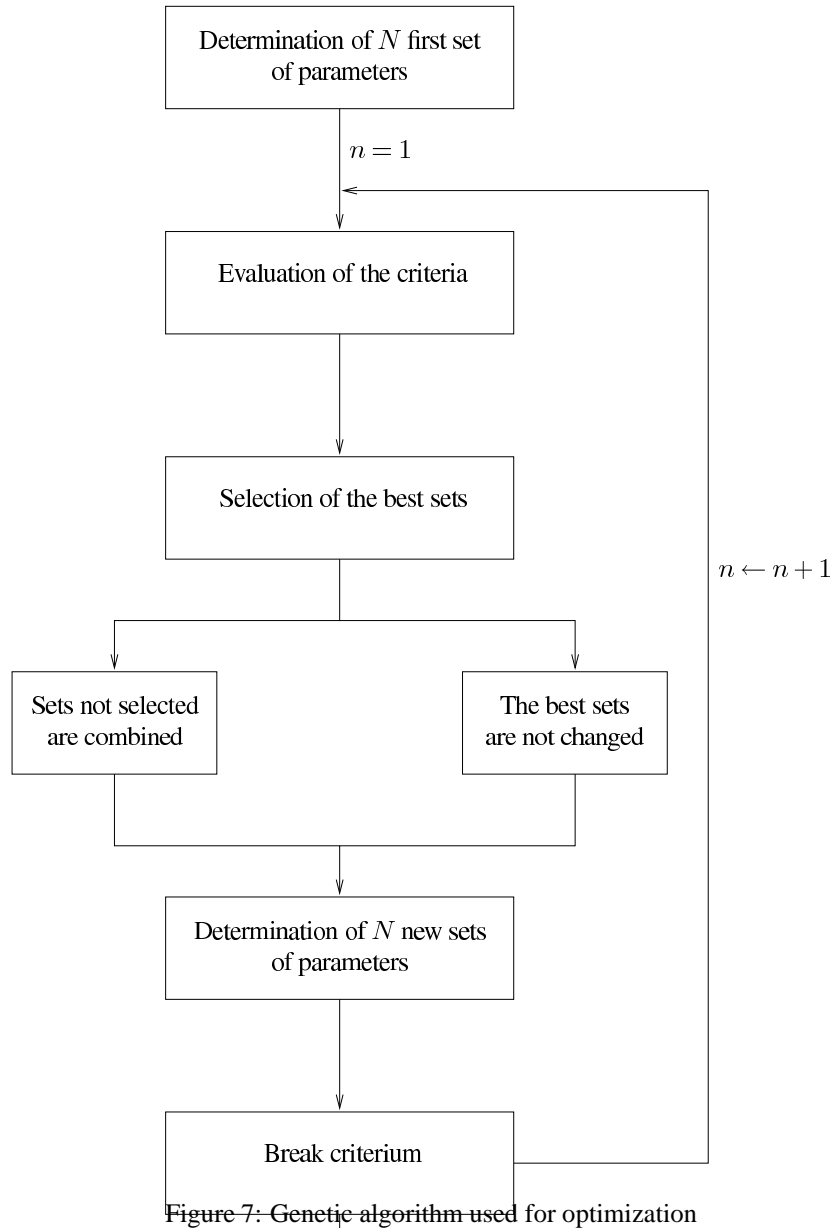 Determination of N first set
of parameters
n = 1
Evaluation of the criteria
Selection of the best sets
n ← n + 1
Sets not selected
are combined
The best sets
are not changed
Determination of N new sets
of parameters
Break criterium
Figure 7: Genetic algorithm used for optimization